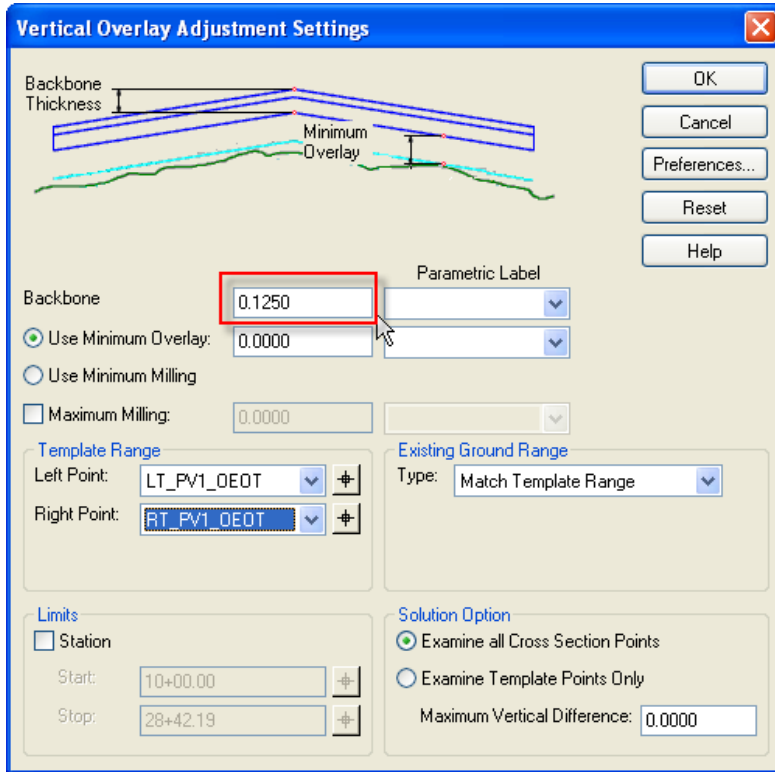 Vertical Overlay Adjustment Settings
Backbone
Thickness
Minimum
Overlay
OK
Cancel
Preferences...
Reset
Help
Parametric Label
Backbone 0.1250
Use Minimum Overlay: 0.0000
Use Minimum Milling
Maximum Milling: 0.0000
Template Range
Left Point: LT_PV1_OEOT
Right Point: RT_PV1_OEOT
Existing Ground Range
Type: Match Template Range
Limits
Station
Start: 10+00.00
Stop: 28+42.19
Solution Option
Examine all Cross Section Points
Examine Template Points Only
Maximum Vertical Difference: 0.0000